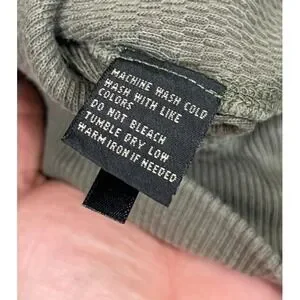 MACHINE WASH COLD
WASH WITH LIKE
COLORS
DO NOT BLEACH
TUMBLE DRY LOW
WARM IRON IF NEEDED